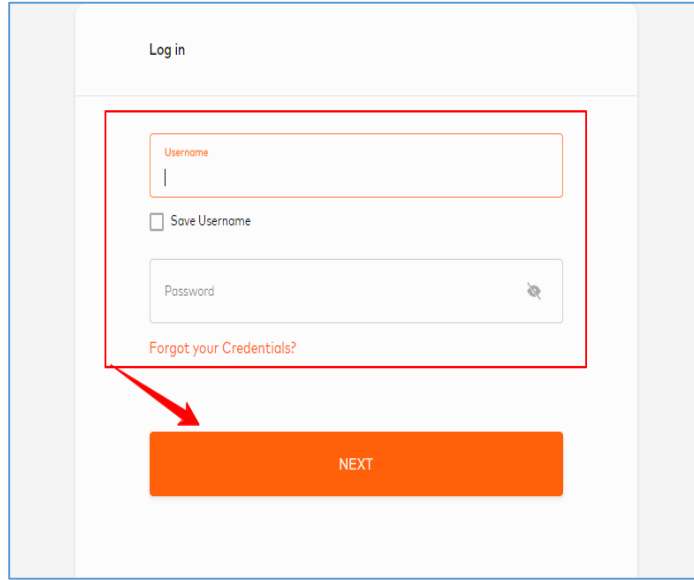 Log in
Username
Save Username
Password
Forgot your Credentials?
NEXT